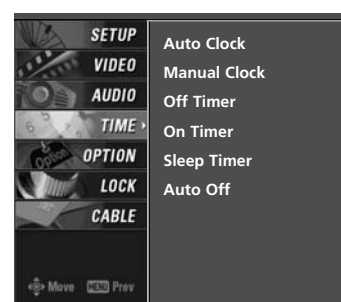 SETUP
VIDEO
AUDIO
TIME
OPTION
LOCK
CABLE
Move MENU Prev
Auto Clock
Manual Clock
Off Timer
On Timer
Sleep Timer
Auto Off